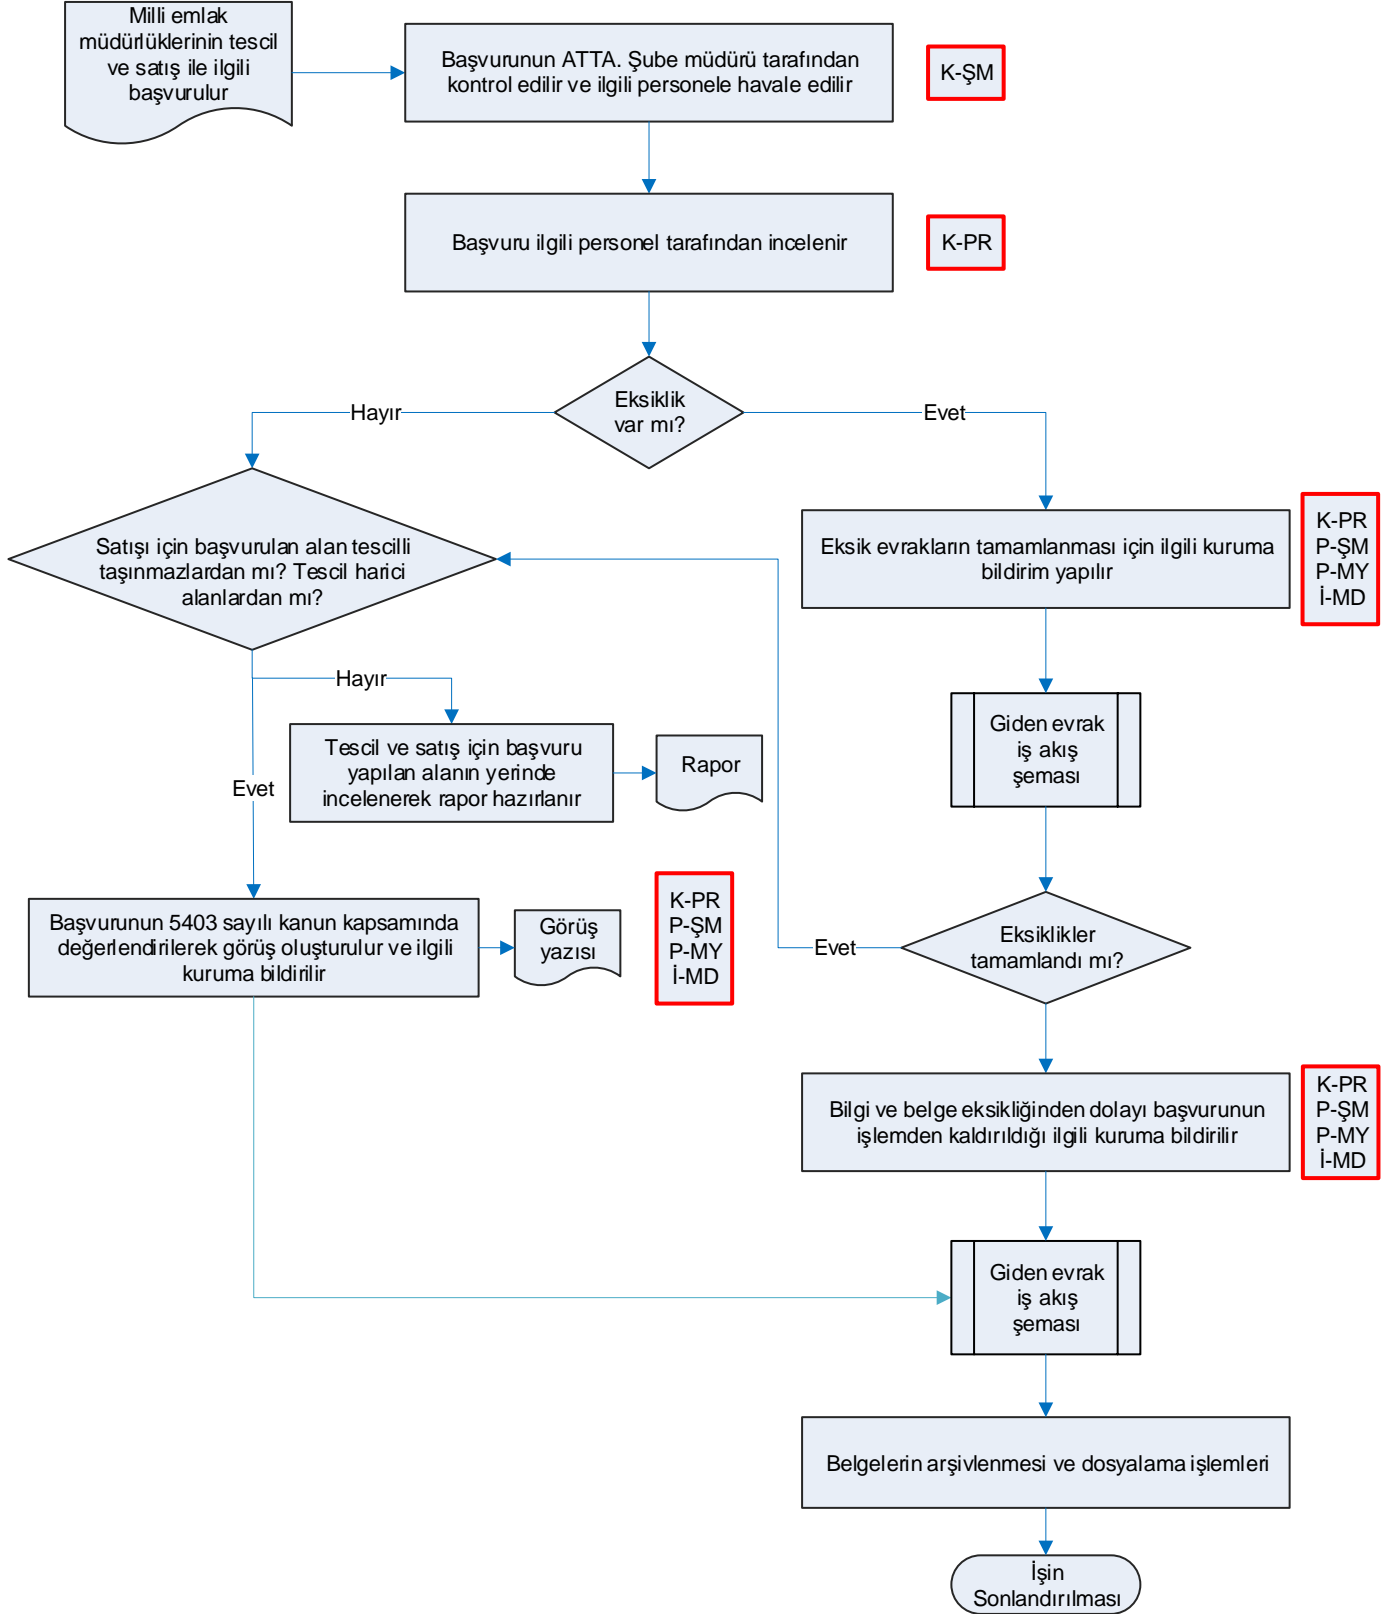 Milli emlak
müdürlüklerinin tescil
ve satış ile ilgili
başvurulur
Başvurunun ATTA. Şube müdürü tarafından
kontrol edilir ve ilgili personele havale edilir
K-ŞM
Başvuru ilgili personel tarafından incelenir
K-PR
Eksiklik
var mı?
Hayır
Evet
Satışı için başvurulan alan tescilli
taşınmazlardan mı? Tescil harici
alanlardan mı?
Eksik evrakların tamamlanması için ilgili kuruma
bildirim yapılır
K-PR
P-ŞM
P-MY
İ-MD
Hayır
Giden evrak
iş akış
şeması
Tescil ve satış için başvuru
yapılan alanın yerinde
incelenerek rapor hazırlanır
Rapor
Evet
Başvurunun 5403 sayılı kanun kapsamında
değerlendirilerek görüş oluşturulur ve ilgili
kuruma bildirilir
Görüş
yazısı
K-PR
P-ŞM
P-MY
İ-MD
Evet
Eksiklikler
tamamlandı mı?
Bilgi ve belge eksikliğinden dolayı başvurunun
işlemden kaldırıldığı ilgili kuruma bildirilir
K-PR
P-ŞM
P-MY
İ-MD
Giden evrak
iş akış
şeması
Belgelerin arşivlenmesi ve dosyalama işlemleri
İşin
Sonlandırılması